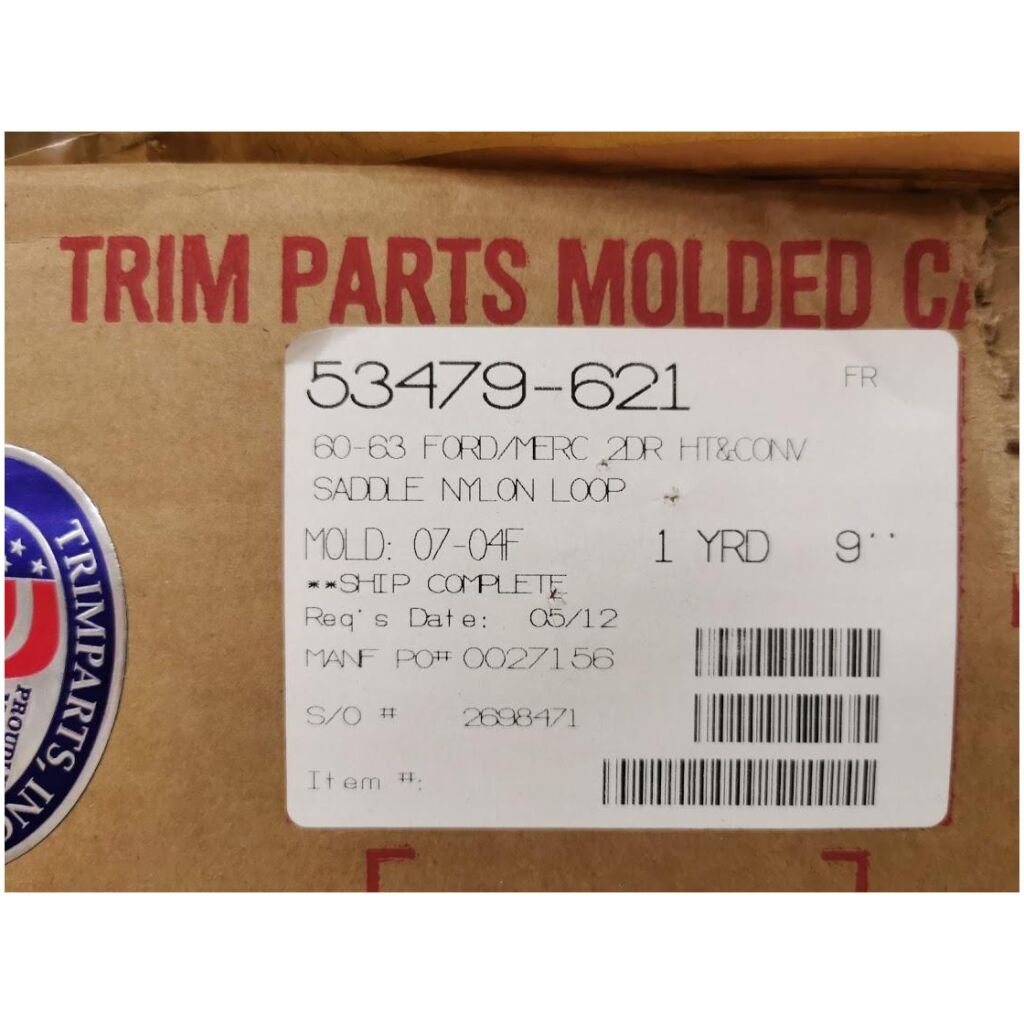 TRIM PARTS MOLDED
53479-621
FR
60-63 FORD/MERC 2DR HT&CONV
SADDLE NYLON LOOP
MOLD: 07-04F 1 YRD 9''
**SHIP COMPLETE
Req's Date: 05/12
MANF PO# 0027156
S/O # 2698471
Item #:
TRIMPARTS, INC